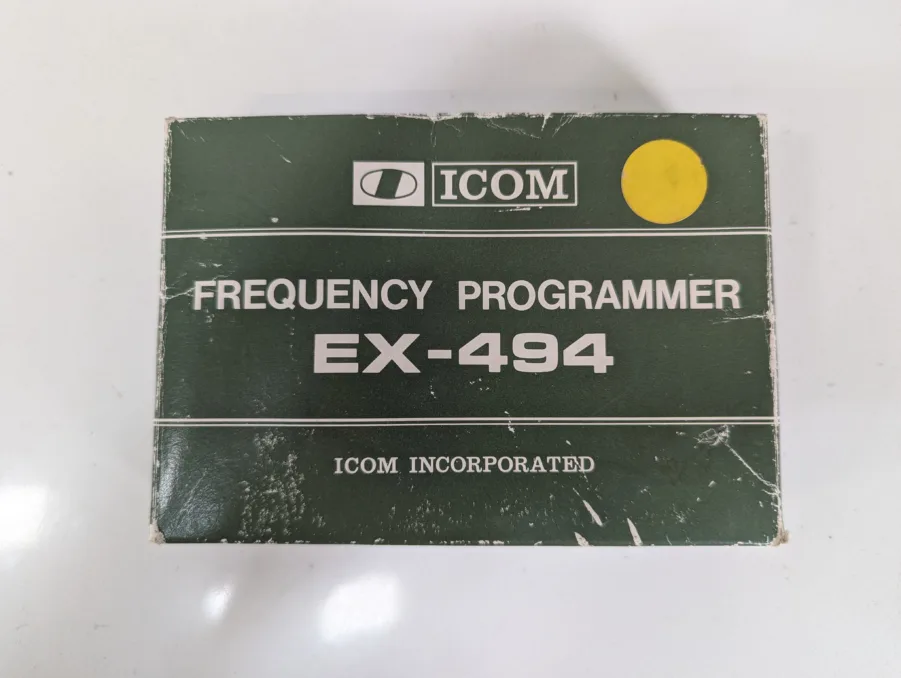 ICOM
FREQUENCY PROGRAMMER
EX-494
ICOM INCORPORATED